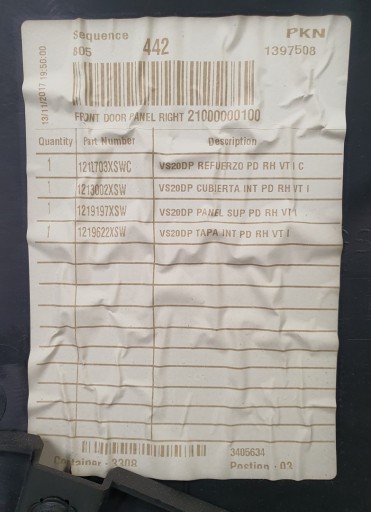 13/11/2017 19:50:00
Sequence 442 PKN
805 1397508
FRONT DOOR PANEL RIGHT 21000000100
Quantity Part Number Description
1 1211703XSWC VS20DP REFUERZO PD RH VT I C
1 1213002XSW VS20DP CUBIERTA INT PD RH VT I
1 1219197XSW VS20DP PANEL SUP PD RH VT
1 1219622XSW VS20DP TAPA INT PD RH VT I
3405634
Container : 3308 Position : 03